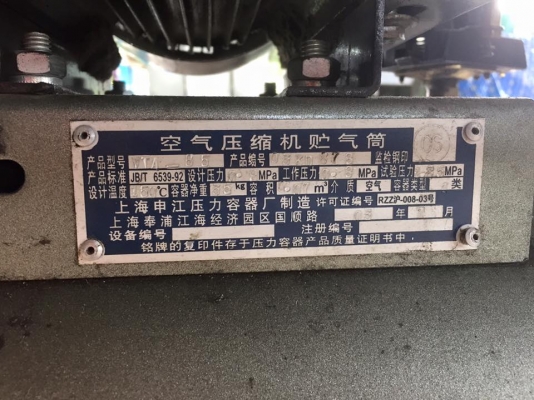 空气压缩机贮气筒
产品型号 产品编号 监检钢印
产品标准 JB/T 6539-92 设计压力 MPa 工作压力 MPa 试验压力
设计温度 ℃ 容器净重 kg 容积 m³ 介质 空气 容器类型 类
上海申江压力容器厂制造 许可证编号 RZZIP-008-03号
上海奉浦江海经济园区国顺路 年 月
设备编号 注册编号
铭牌的复印件存于压力容器产品质量证明书中